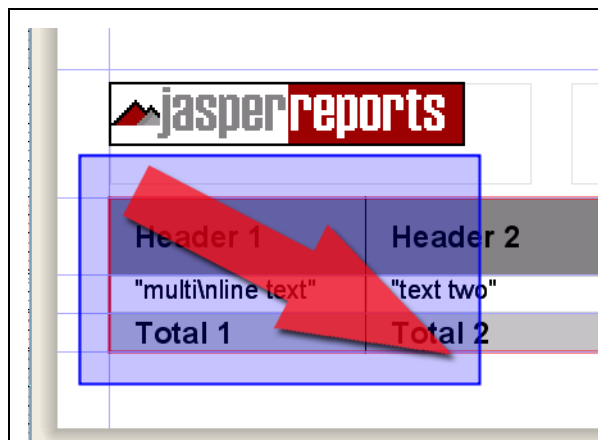 jasperreports
Header 1 Header 2
"multi\nline text" "text two"
Total 1 Total 2